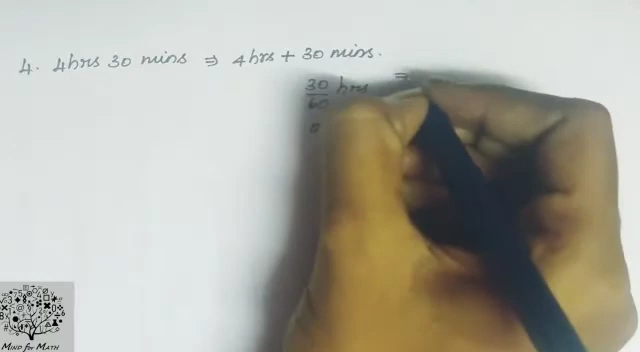 4. 4hrs 30 mins ⇒ 4hrs + 30 mins.
30/60 hrs ⇒
MIND for MATH